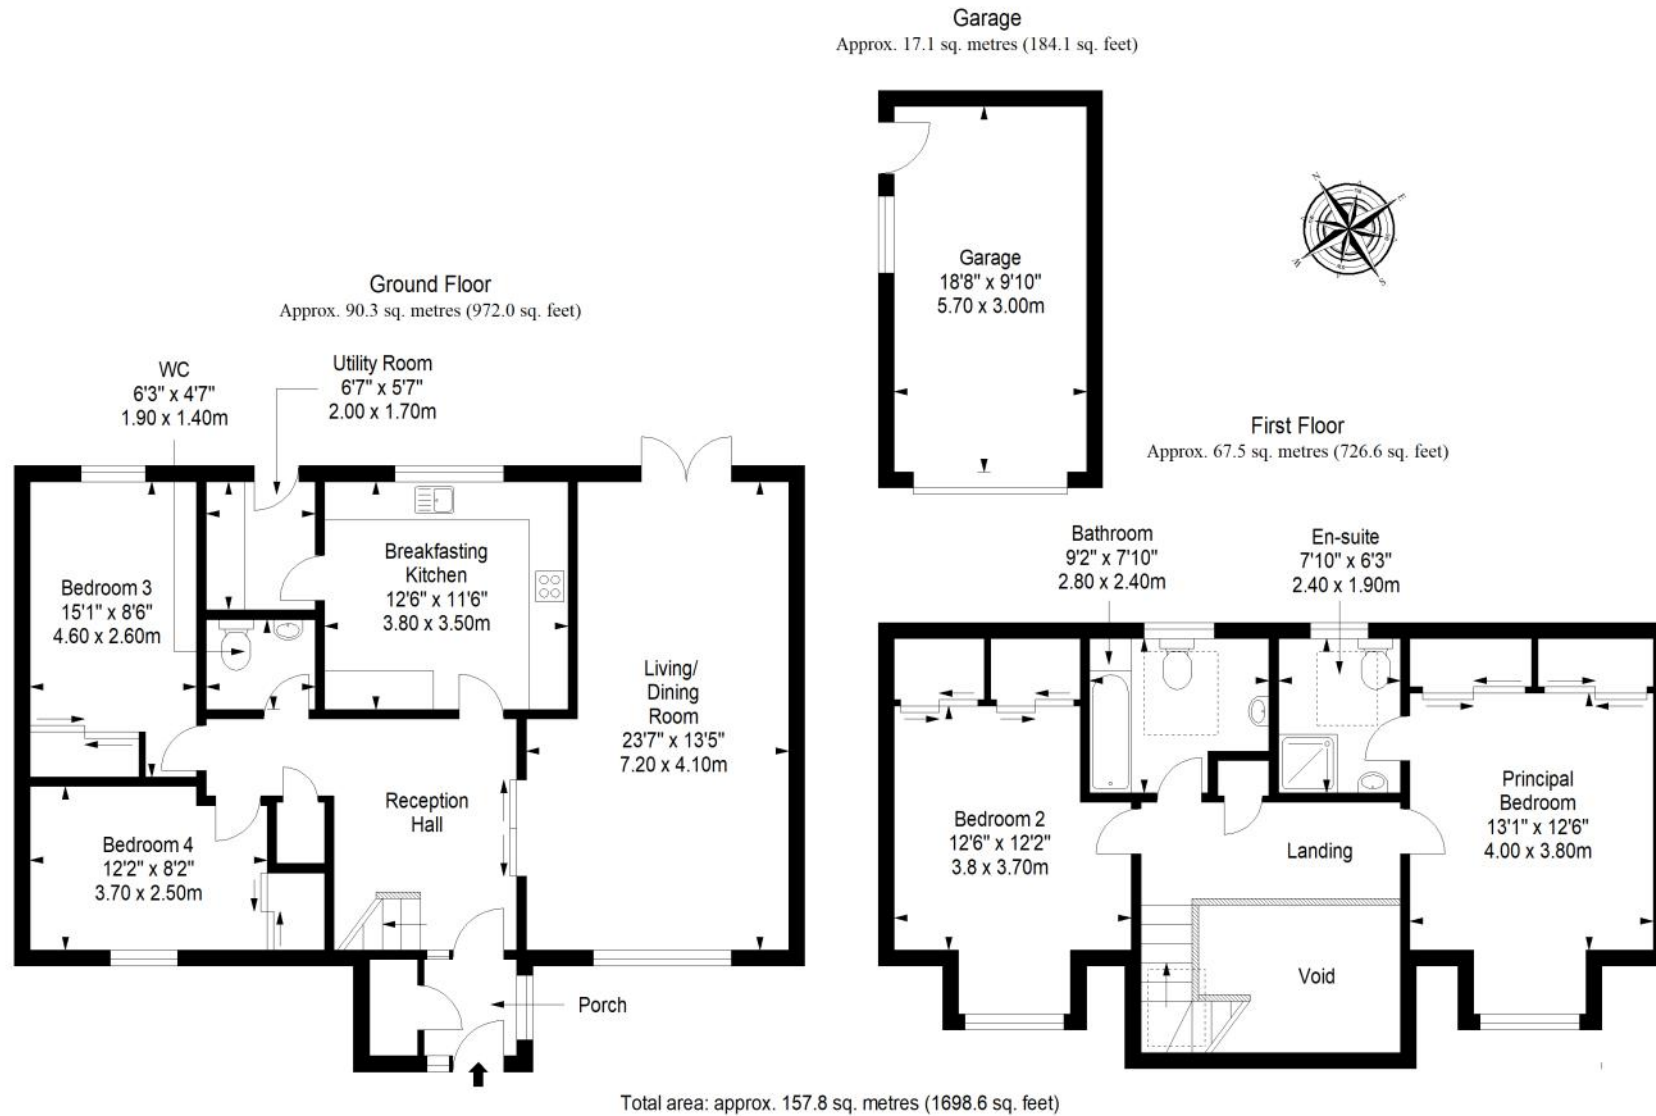 Garage
Approx. 17.1 sq. metres (184.1 sq. feet)
Garage
18'8" x 9'10"
5.70 x 3.00m
N
E
S
W
Ground Floor
Approx. 90.3 sq. metres (972.0 sq. feet)
WC
6'3" x 4'7"
1.90 x 1.40m
Utility Room
6'7" x 5'7"
2.00 x 1.70m
Bedroom 3
15'1" x 8'6"
4.60 x 2.60m
Breakfasting
Kitchen
12'6" x 11'6"
3.80 x 3.50m
Living/
Dining
Room
23'7" x 13'5"
7.20 x 4.10m
Reception
Hall
Bedroom 4
12'2" x 8'2"
3.70 x 2.50m
Porch
First Floor
Approx. 67.5 sq. metres (726.6 sq. feet)
Bathroom
9'2" x 7'10"
2.80 x 2.40m
En-suite
7'10" x 6'3"
2.40 x 1.90m
Bedroom 2
12'6" x 12'2"
3.8 x 3.70m
Landing
Principal
Bedroom
13'1" x 12'6"
4.00 x 3.80m
Void
Total area: approx. 157.8 sq. metres (1698.6 sq. feet)